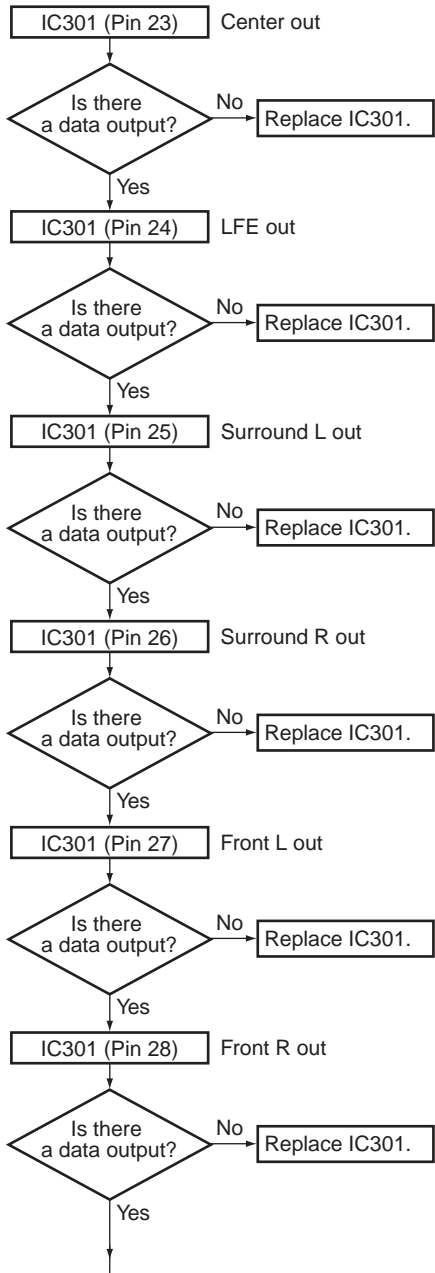 IC301 (Pin 23) Center out
Is there
a data output?
No
Replace IC301.
Yes
IC301 (Pin 24) LFE out
Is there
a data output?
No
Replace IC301.
Yes
IC301 (Pin 25) Surround L out
Is there
a data output?
No
Replace IC301.
Yes
IC301 (Pin 26) Surround R out
Is there
a data output?
No
Replace IC301.
Yes
IC301 (Pin 27) Front L out
Is there
a data output?
No
Replace IC301.
Yes
IC301 (Pin 28) Front R out
Is there
a data output?
No
Replace IC301.
Yes